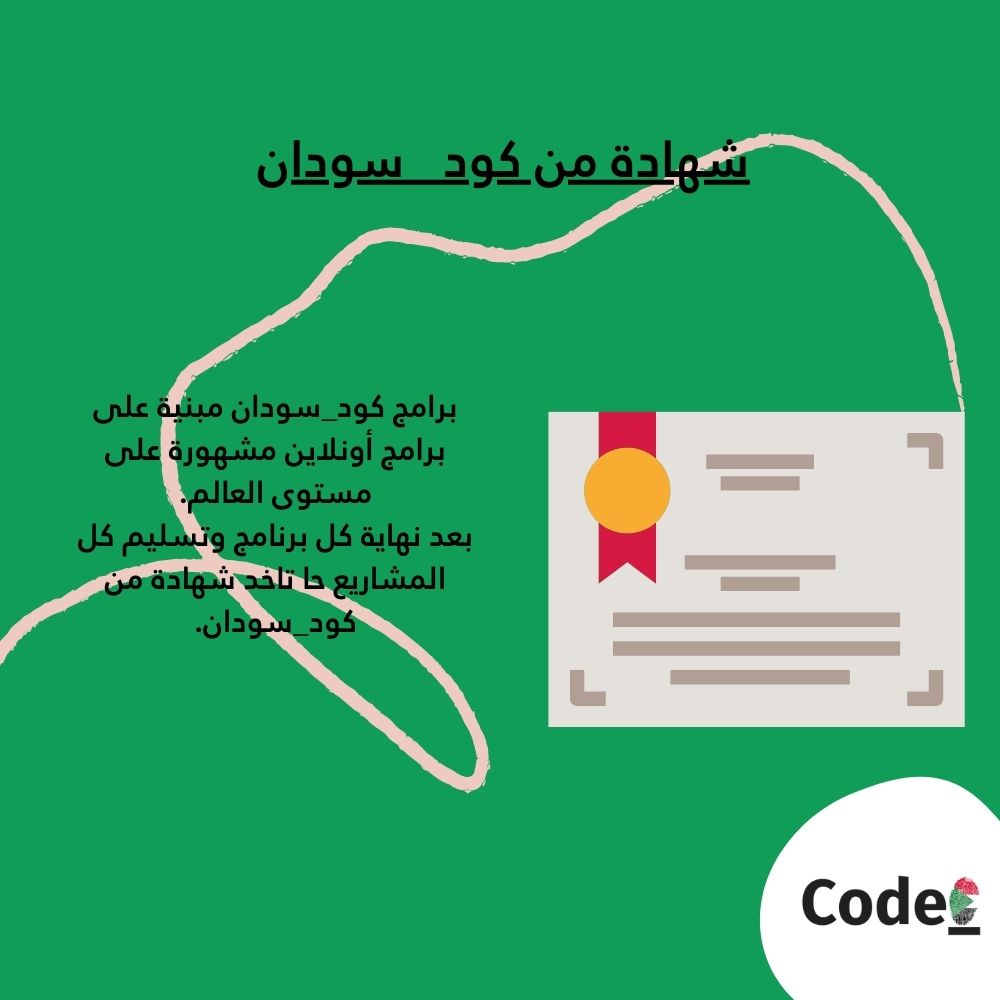 شهادة من كود_سودان
برامج كود_سودان مبنية على
برامج أونلاين مشهورة على
مستوى العالم.
بعد نهاية كل برنامج وتسليم كل
المشاريع حا تاخد شهادة من
كود_سودان.
Code_